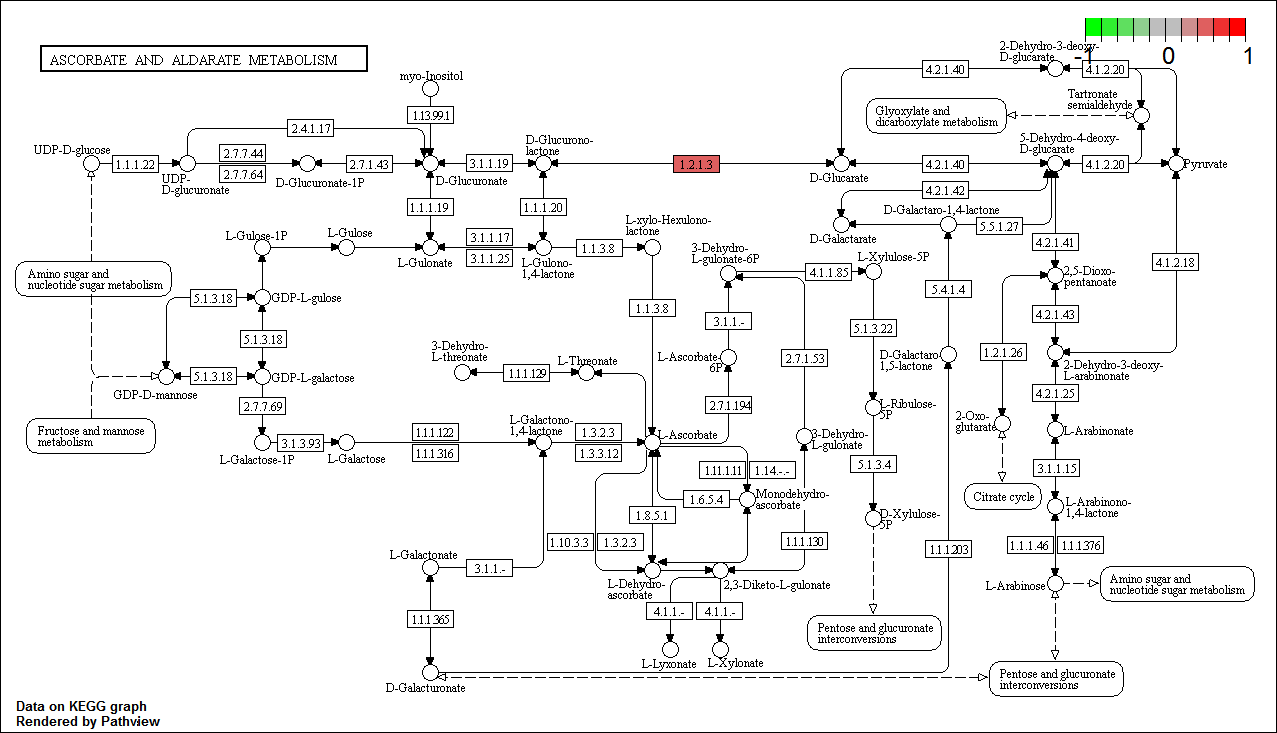 ASCORBATE AND ALDARATE METABOLISM
-1
0
1
2-Dehydro-3-deoxy-
D-glucarate
4.2.1.40
4.1.2.20
myo-Inositol
1.13.99.1
Tartronate
semialdehyde
Glyoxylate and
dicarboxylate metabolism
2.4.1.17
D-Glucurono-
lactone
5-Dehydro-4-deoxy-
D-glucarate
UDP-D-glucose
1.1.1.22
2.7.7.44
2.7.7.64
2.7.1.43
3.1.1.19
1.2.1.3
4.2.1.40
4.1.2.20
Pyruvate
UDP-
D-glucuronate
D-Glucuronate-1P
D-Glucuronate
D-Glucarate
4.2.1.42
1.1.1.19
1.1.1.20
L-xylo-Hexulono-
lactone
D-Galactaro-1,4-lactone
5.5.1.27
D-Galactarate
L-Gulose-1P
L-Gulose
3.1.1.17
3.1.1.25
1.1.3.8
3-Dehydro-
L-gulonate-6P
4.2.1.41
L-Gulonate
L-Gulono-
1,4-lactone
L-Xylulose-5P
4.1.1.85
4.1.2.18
Amino sugar and
nucleotide sugar metabolism
2,5-Dioxo-
pentanoate
5.1.3.18
GDP-L-gulose
5.4.1.4
1.1.3.8
3.1.1.-
5.1.3.22
4.2.1.43
5.1.3.18
3-Dehydro-
L-threonate
L-Threonate
L-Ascorbate-
6P
2.7.1.53
D-Galactaro
1,5-lactone
1.2.1.26
2-Dehydro-3-deoxy-
L-arabinonate
5.1.3.18
GDP-L-galactose
1.1.1.129
GDP-D-mannose
4.2.1.25
2.7.7.69
2.7.1.194
L-Ribulose-
5P
Fructose and mannose
metabolism
L-Galactono-
1,4-lactone
2-Oxo-
glutarate
L-Arabinonate
3.1.3.93
1.1.1.122
1.1.1.316
1.3.2.3
1.3.3.12
L-Ascorbate
3-Dehydro-
L-gulonate
L-Galactose-1P
L-Galactose
1.11.1.11
1.14.-.-
5.1.3.4
3.1.1.15
Citrate cycle
1.6.5.4
Monodehydro-
ascorbate
L-Arabinono-
1,4-lactone
1.8.5.1
D-Xylulose-
5P
1.10.3.3
1.3.2.3
1.1.1.130
1.1.1.203
1.1.1.46
1.1.1.376
L-Galactonate
3.1.1.-
L-Dehydro-
ascorbate
2,3-Diketo-L-gulonate
L-Arabinose
Amino sugar and
nucleotide sugar metabolism
4.1.1.-
4.1.1.-
1.1.1.365
Pentose and glucuronate
interconversions
L-Lyxonate
L-Xylonate
D-Galacturonate
Pentose and glucuronate
interconversions
Data on KEGG graph
Rendered by Pathview